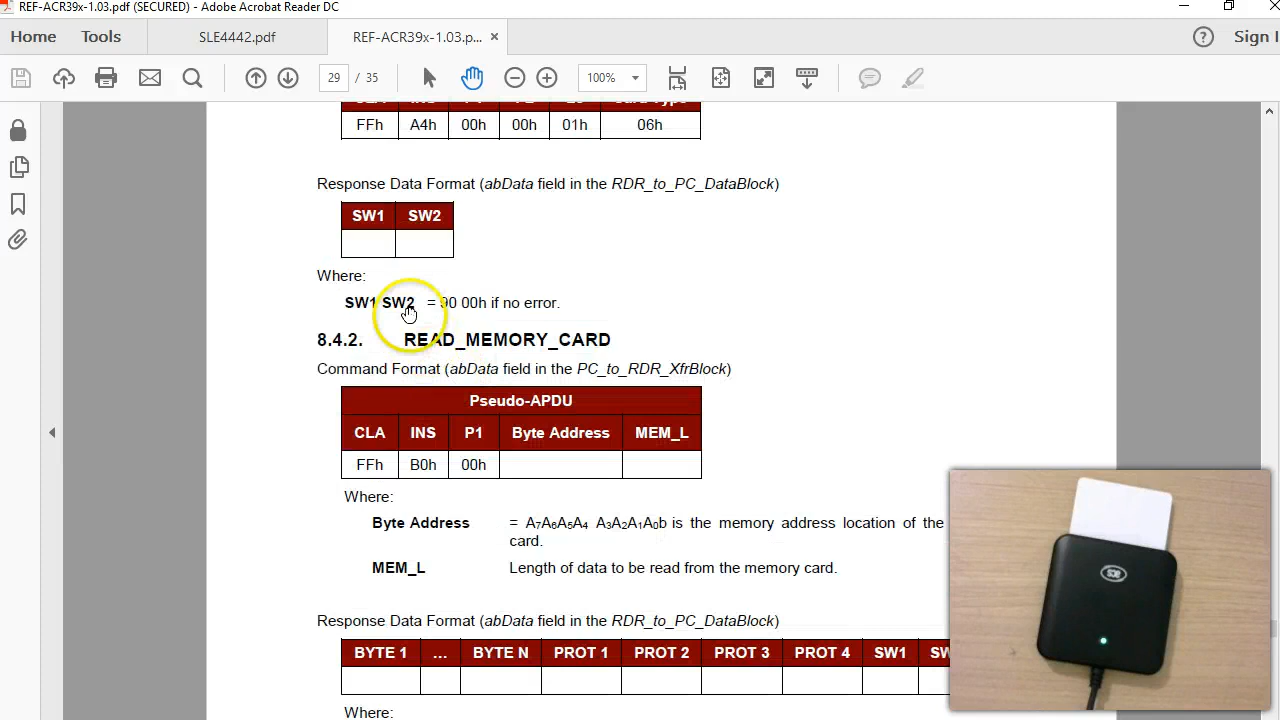 REF-ACR39x-1.03.pdf (SECURED) - Adobe Acrobat Reader DC
Home Tools SLE4442.pdf REF-ACR39x-1.03.p... × ? Sign I
29 / 35 100%
FFh A4h 00h 00h 01h 06h
Response Data Format (abData field in the RDR_to_PC_DataBlock)
SW1 SW2
Where:
SW1 SW2 = 90 00h if no error.
8.4.2. READ_MEMORY_CARD
Command Format (abData field in the PC_to_RDR_XfrBlock)
Pseudo-APDU
CLA INS P1 Byte Address MEM_L
FFh B0h 00h
Where:
Byte Address = A7A6A5A4 A3A2A1A0b is the memory address location of the
card.
MEM_L Length of data to be read from the memory card.
Response Data Format (abData field in the RDR_to_PC_DataBlock)
BYTE 1 ... BYTE N PROT 1 PROT 2 PROT 3 PROT 4 SW1 SW
Where: